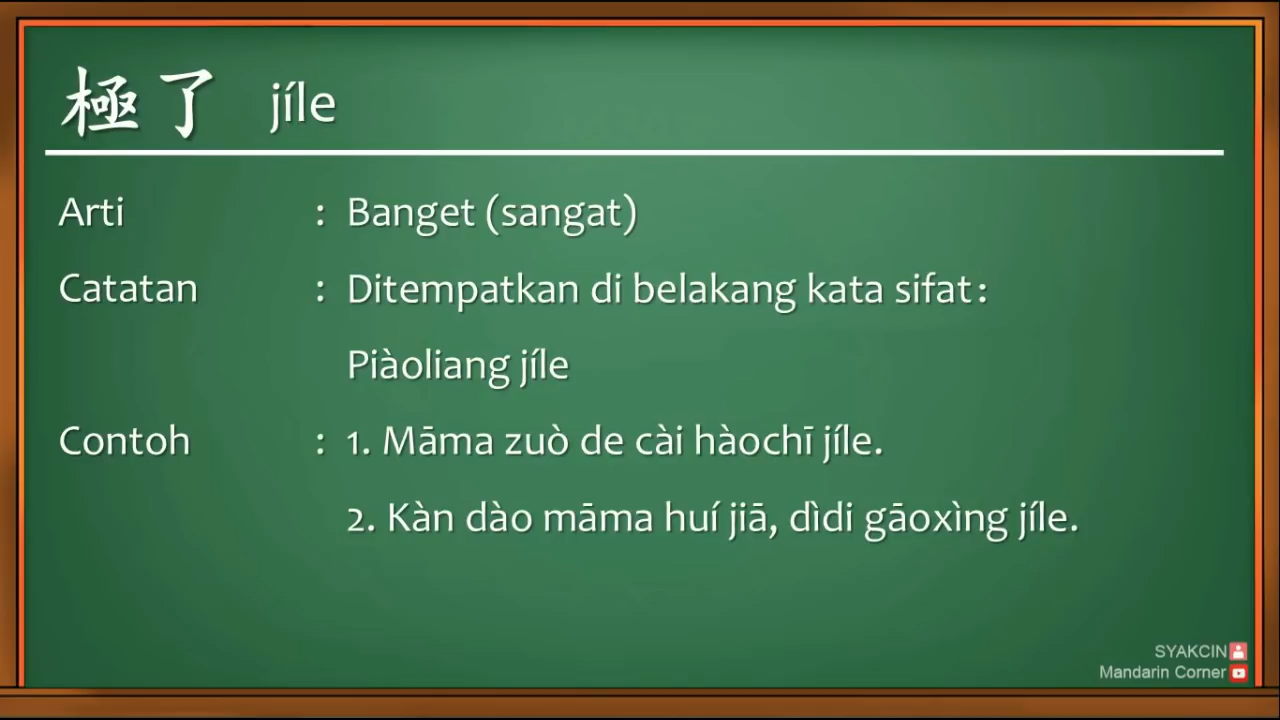 極了 jíle
Arti : Banget (sangat)
Catatan : Ditempatkan di belakang kata sifat:
Piàoliang jíle
Contoh : 1. Māma zuò de cài hàochī jíle.
2. Kàn dào māma huí jiā, dìdi gāoxìng jíle.
SYAKCIN
Mandarin Corner